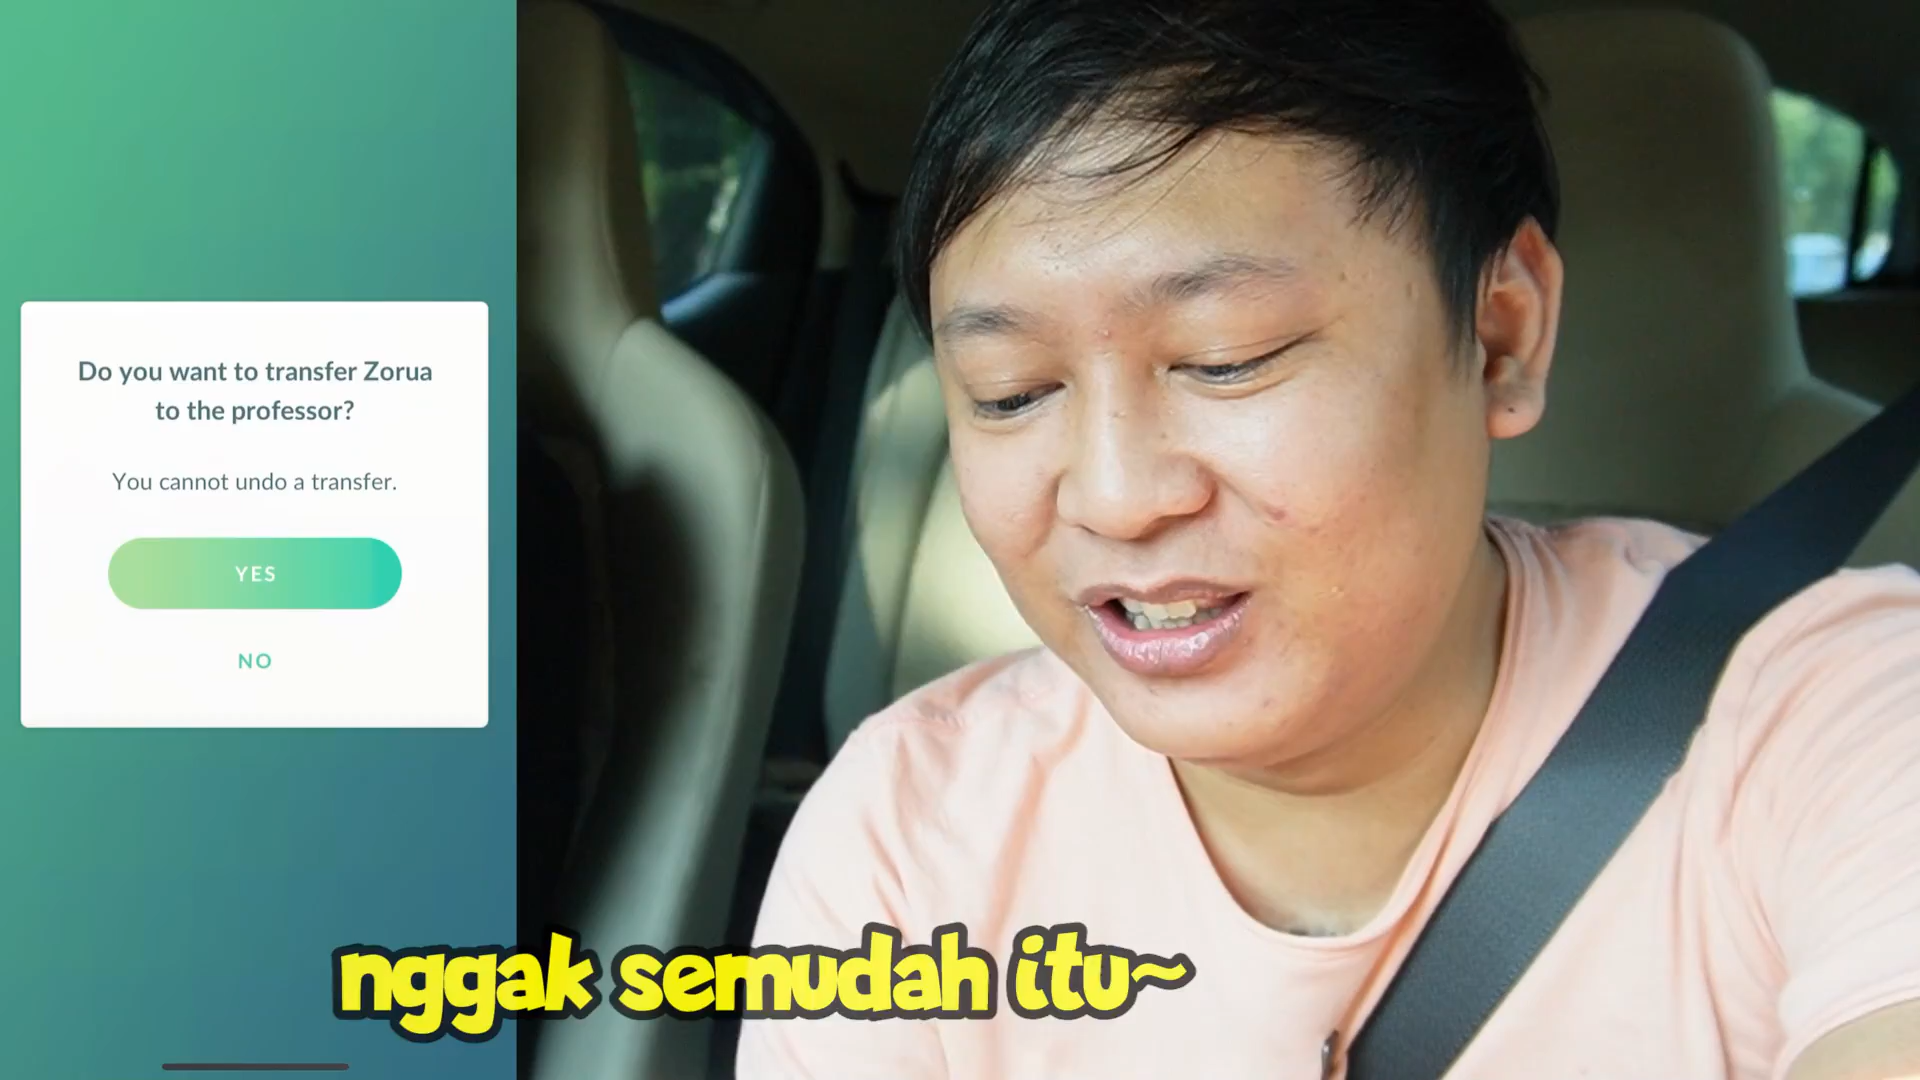 Do you want to transfer Zorua
to the professor?
You cannot undo a transfer.
YES
NO
nggak semudah itu~